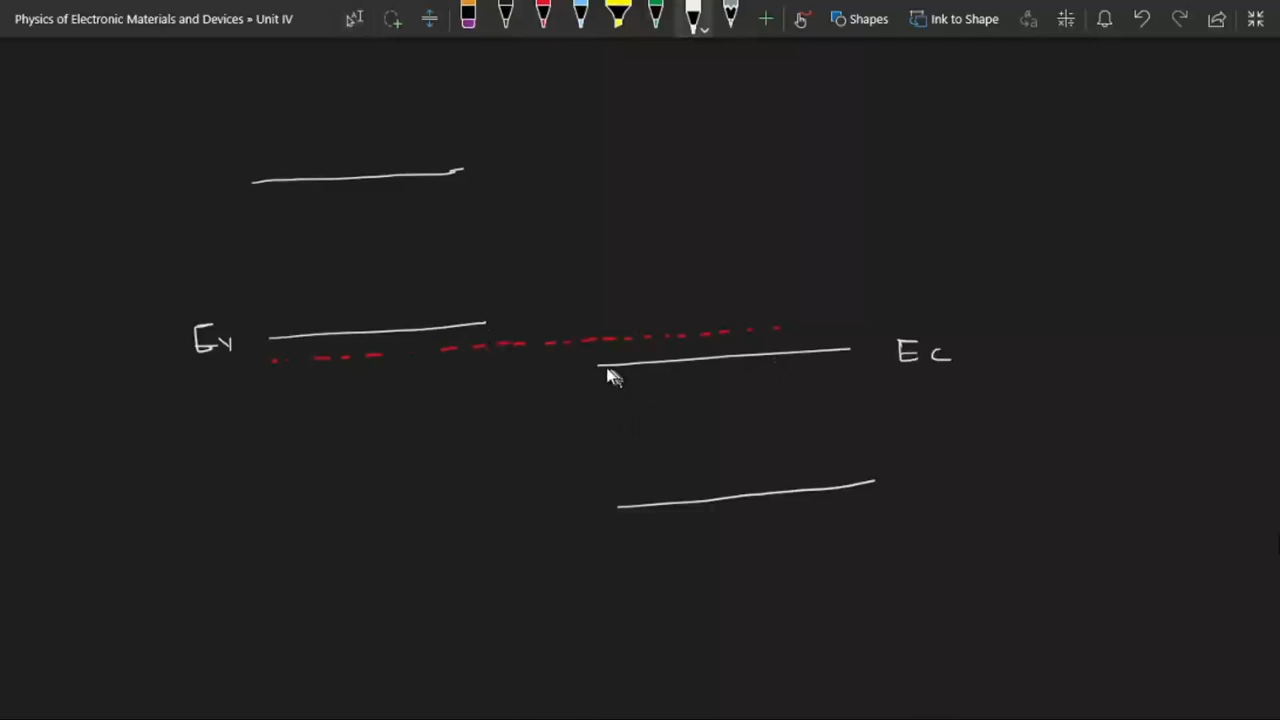 Physics of Electronic Materials and Devices » Unit IV
Shapes
Ink to Shape
Ev
Ec